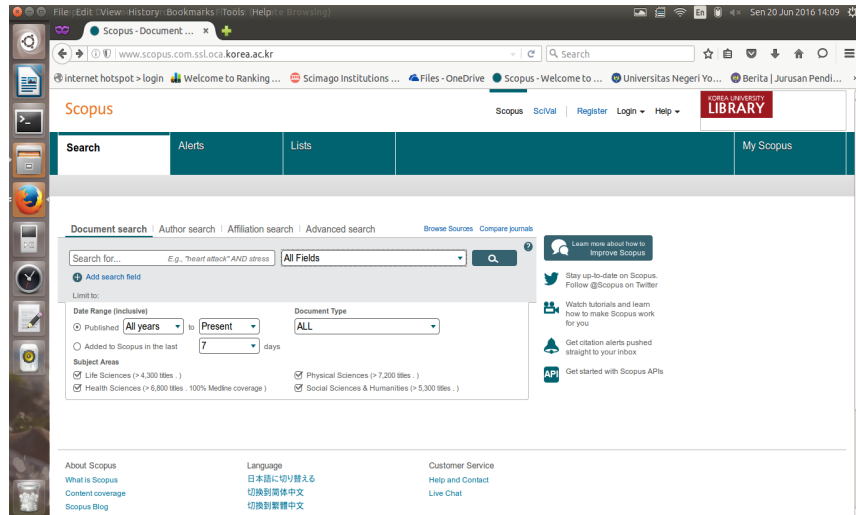 File Edit View History Bookmarks Tools Help
En
Sen 20 Jun 2016 14:09
Scopus - Document ... ×
www.scopus.com.ssl.oca.korea.ac.kr
Search
internet hotspot > login
Welcome to Ranking ...
Scimago Institutions ...
Files - OneDrive
Scopus - Welcome to ...
Universitas Negeri Yo...
Berita | Jurusan Pendi...
Scopus
Scopus SciVal Register Login Help
KOREA UNIVERSITY
LIBRARY
Search
Alerts
Lists
My Scopus
Document search | Author search | Affiliation search | Advanced search
Browse Sources Compare journals
Search for... E.g., "heart attack" AND stress
All Fields
Add search field
Limit to:
Date Range (inclusive)
Published All years to Present
Added to Scopus in the last 7 days
Document Type
ALL
Subject Areas
Life Sciences (> 4,300 titles . )
Health Sciences (> 6,800 titles . 100% Medline coverage )
Physical Sciences (> 7,200 titles . )
Social Sciences & Humanities (> 5,300 titles . )
?
Learn more about how to
Improve Scopus
Stay up-to-date on Scopus.
Follow @Scopus on Twitter
Watch tutorials and learn
how to make Scopus work
for you
Get citation alerts pushed
straight to your inbox
API
Get started with Scopus APIs
About Scopus
What is Scopus
Content coverage
Scopus Blog
Language
日本語に切り替える
切换到简体中文
切換到繁體中文
Customer Service
Help and Contact
Live Chat